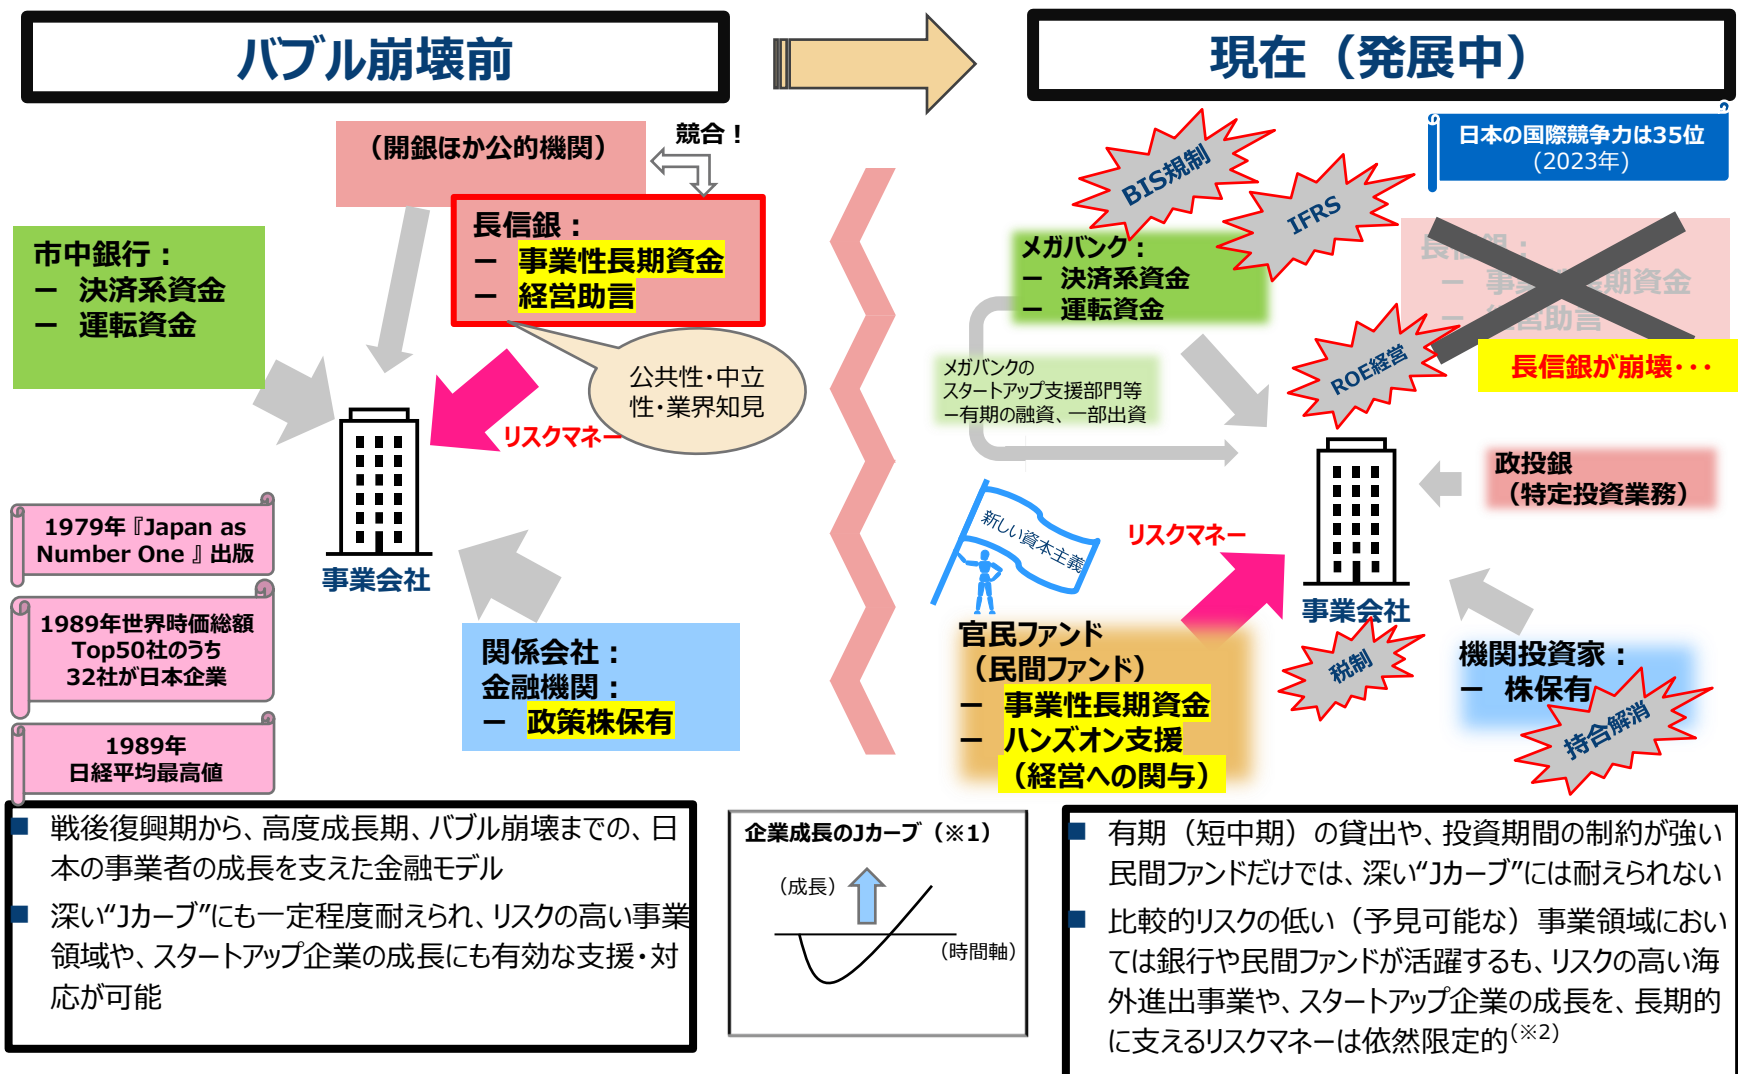 バブル崩壊前
現在（発展中）
（開銀ほか公的機関）
競合！
長信銀：
－ 事業性長期資金
－ 経営助言
市中銀行：
－ 決済系資金
－ 運転資金
公共性・中立
性・業界知見
リスクマネー
事業会社
1979年『Japan as
Number One 』出版
1989年世界時価総額
Top50社のうち
32社が日本企業
1989年
日経平均最高値
関係会社：
金融機関：
－ 政策株保有
BIS規制
IFRS
日本の国際競争力は35位
(2023年)
メガバンク：
－ 決済系資金
－ 運転資金
長信銀：
－ 事業性長期資金
－ 経営助言
長信銀が崩壊・・・
ROE経営
メガバンクの
スタートアップ支援部門等
－有期の融資、一部出資
政投銀
（特定投資業務）
新しい資本主義
リスクマネー
事業会社
官民ファンド
（民間ファンド）
－ 事業性長期資金
－ ハンズオン支援
（経営への関与）
税制
機関投資家：
－ 株保有
持合解消
■ 戦後復興期から、高度成長期、バブル崩壊までの、日
本の事業者の成長を支えた金融モデル
■ 深い“Jカーブ”にも一定程度耐えられ、リスクの高い事業
領域や、スタートアップ企業の成長にも有効な支援・対
応が可能
企業成長のJカーブ（※1）
（成長）
（時間軸）
■ 有期（短中期）の貸出や、投資期間の制約が強い
民間ファンドだけでは、深い“Jカーブ”には耐えられない
■ 比較的リスクの低い（予見可能な）事業領域におい
ては銀行や民間ファンドが活躍するも、リスクの高い海
外進出事業や、スタートアップ企業の成長を、長期的
に支えるリスクマネーは依然限定的(※2)